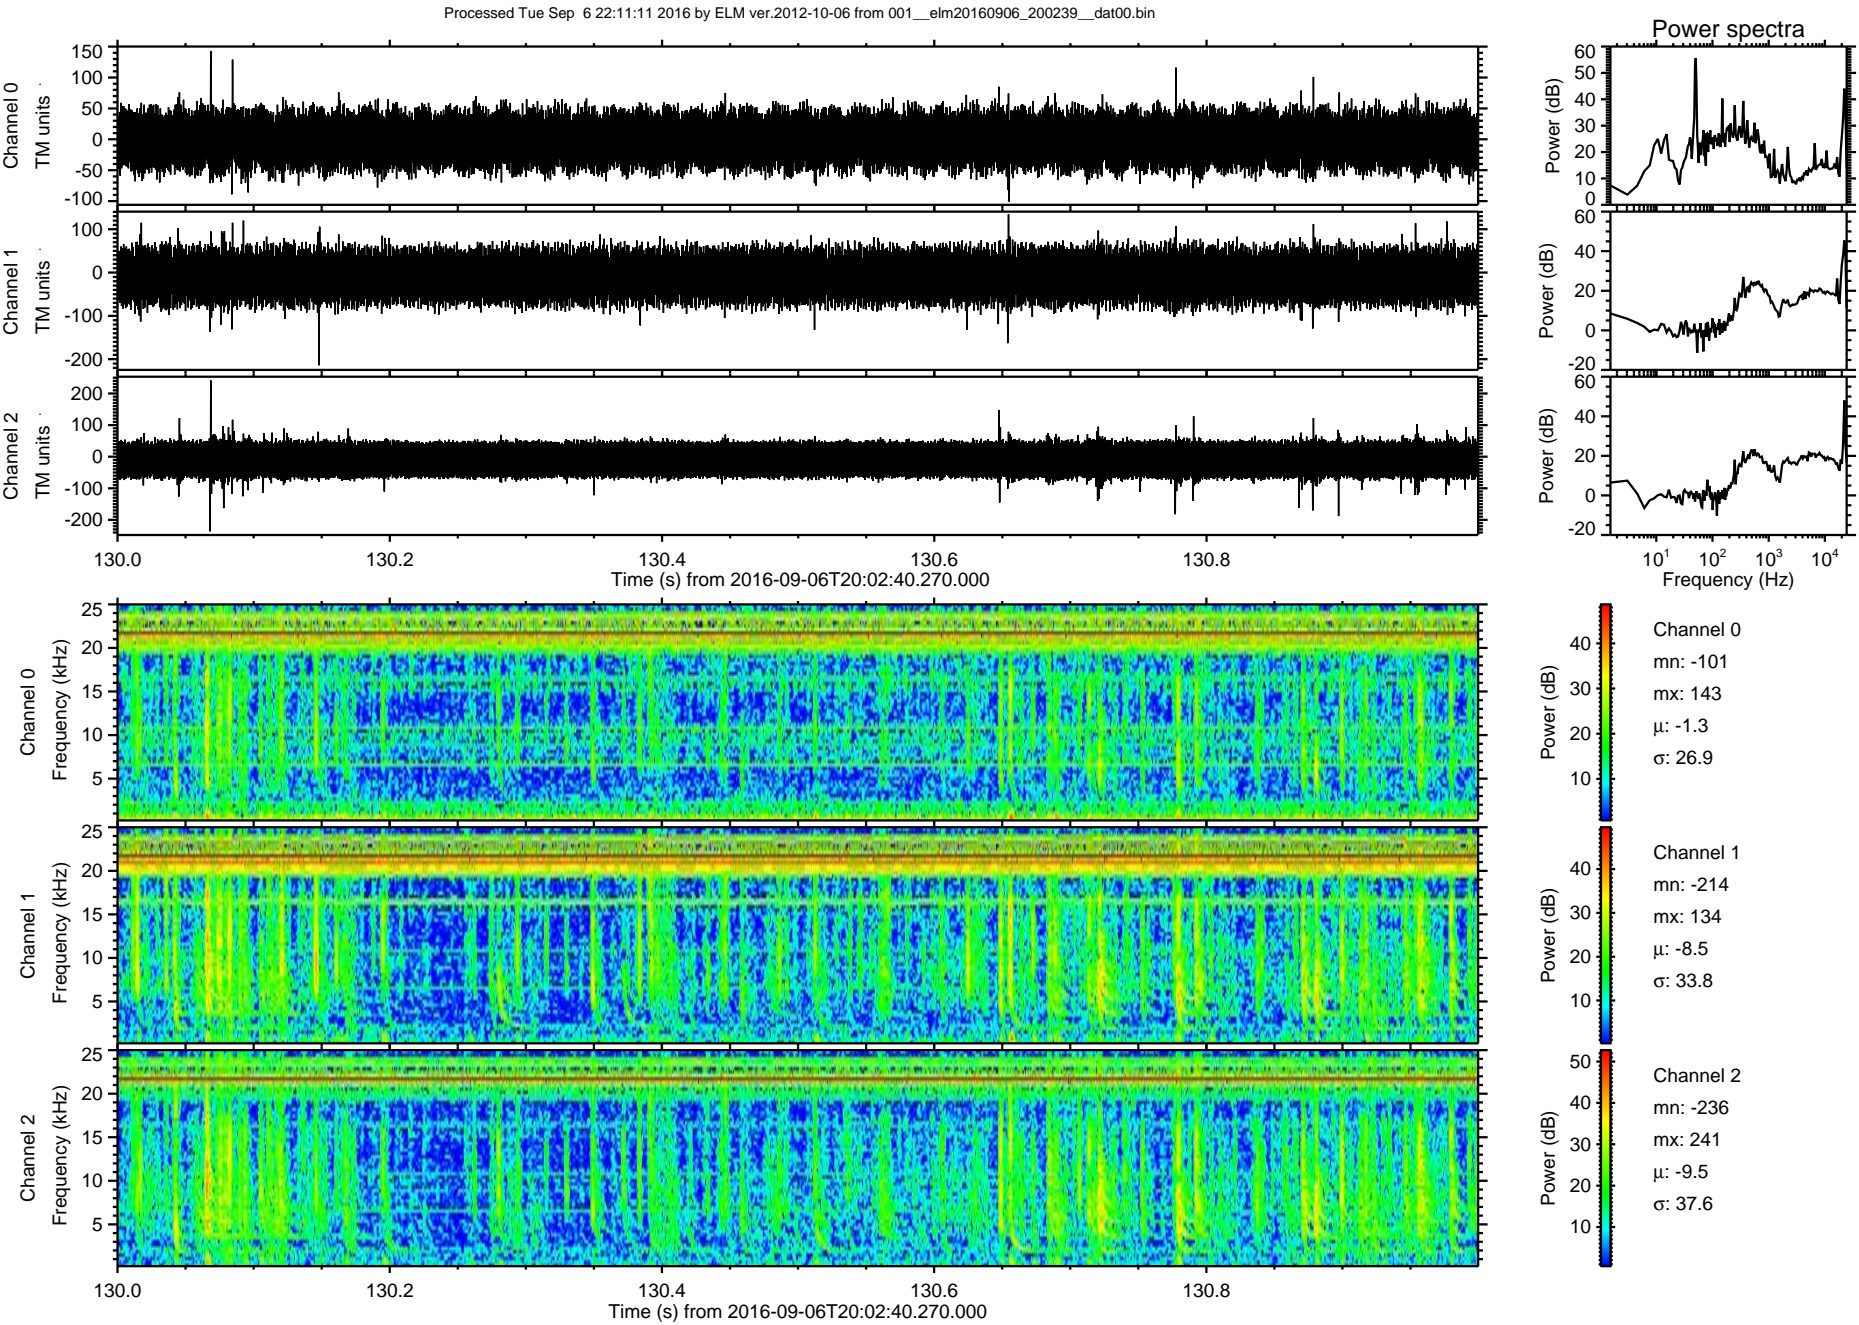 Processed Tue Sep  6 22:11:11 2016 by ELM ver.2012-10-06 from 001__elm20160906_200239__dat00.bin
Power spectra
Channel 0
TM units
150
100
50
0
-50
-100
Power (dB)
60
50
40
30
20
10
0
Channel 1
TM units
100
0
-100
-200
Power (dB)
60
40
20
0
-20
Channel 2
TM units
200
100
0
-100
-200
Power (dB)
60
40
20
0
-20
130.0 130.2 130.4 130.6 130.8
Time (s) from 2016-09-06T20:02:40.270.000
10¹ 10² 10³ 10⁴
Frequency (Hz)
Channel 0
Frequency (kHz)
25
20
15
10
5
Power (dB)
40
30
20
10
Channel 0
mn: -101
mx: 143
µ: -1.3
σ: 26.9
Channel 1
Frequency (kHz)
25
20
15
10
5
Power (dB)
40
30
20
10
Channel 1
mn: -214
mx: 134
µ: -8.5
σ: 33.8
Channel 2
Frequency (kHz)
25
20
15
10
5
Power (dB)
50
40
30
20
10
Channel 2
mn: -236
mx: 241
µ: -9.5
σ: 37.6
130.0 130.2 130.4 130.6 130.8
Time (s) from 2016-09-06T20:02:40.270.000